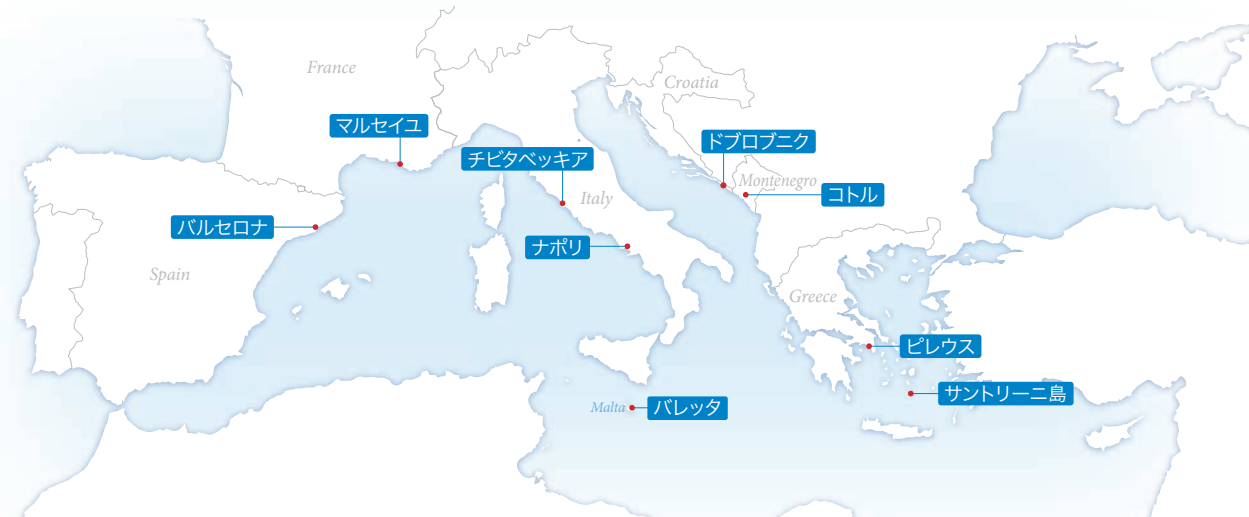 France
Croatia
マルセイユ
ドブロブニク
チビタベッキア
Montenegro
コトル
Italy
バルセロナ
ナポリ
Spain
Greece
ピレウス
サントリーニ島
Malta
バレッタ